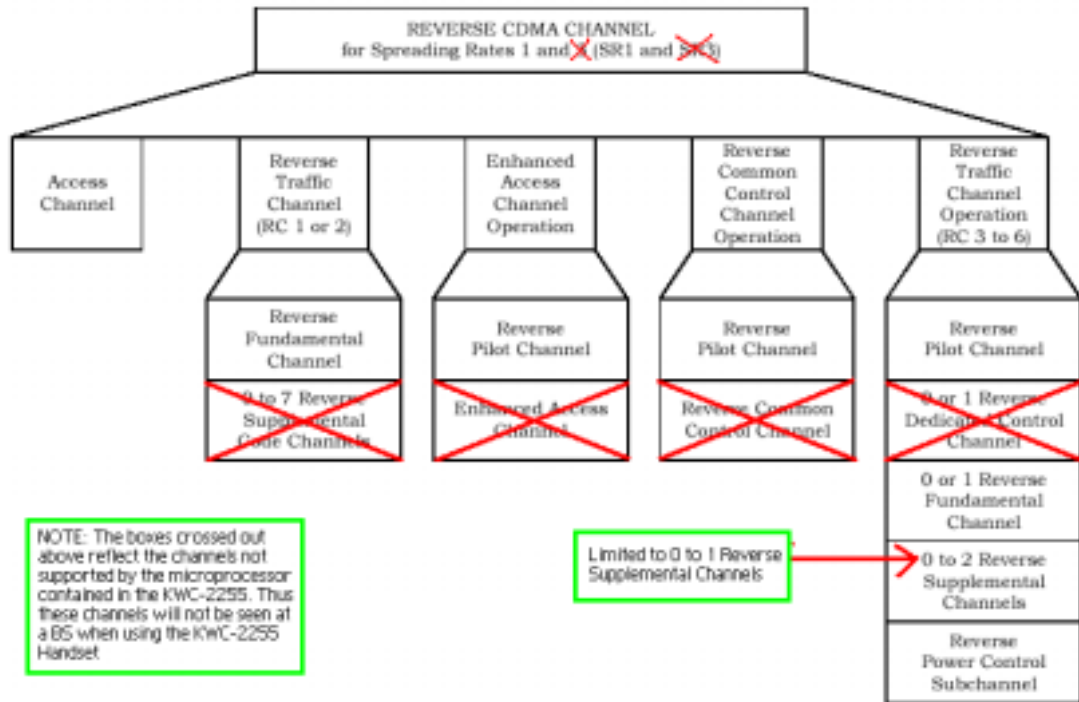 REVERSE CDMA CHANNEL
for Spreading Rates 1 and 3 (SR1 and SR3)
Access
Channel
Reverse
Traffic
Channel
(RC 1 or 2)
Enhanced
Access
Channel
Operation
Reverse
Common
Control
Channel
Operation
Reverse
Traffic
Channel
Operation
(RC 3 to 6)
Reverse
Fundamental
Channel
0 to 7 Reverse
Supplemental
Code Channels
Reverse
Pilot Channel
Enhanced Access
Channel
Reverse
Pilot Channel
Reverse Common
Control Channel
Reverse
Pilot Channel
0 or 1 Reverse
Dedicated Control
Channel
0 or 1 Reverse
Fundamental
Channel
0 to 2 Reverse
Supplemental
Channels
Reverse
Power Control
Subchannel
NOTE: The boxes crossed out
above reflect the channels not
supported by the microprocessor
contained in the KWC-2255. Thus
these channels will not be seen at
a BS when using the KWC-2255
Handset
Limited to 0 to 1 Reverse
Supplemental Channels